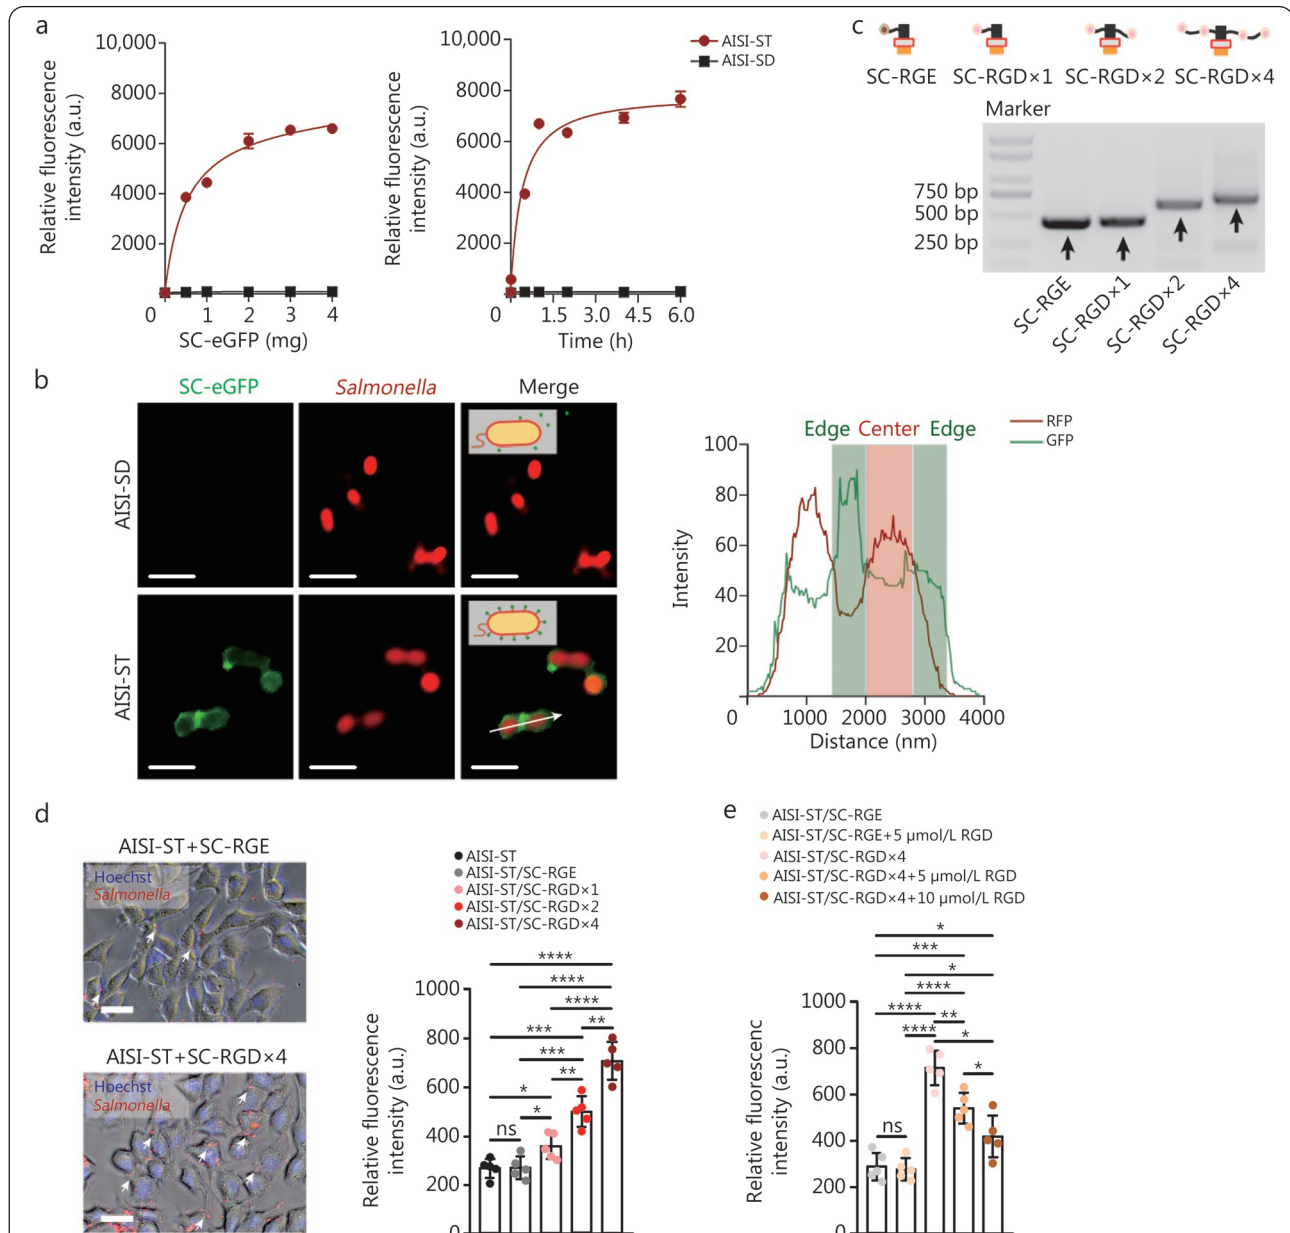 a
10,000
8000
6000
4000
2000
0
1
2
3
4
Relative fluorescence
intensity (a.u.)
SC-eGFP (mg)
10,000
8000
6000
4000
2000
0
1.5
3.0
4.5
6.0
Relative fluorescence
intensity (a.u.)
Time (h)
AISI-ST
AISI-SD
c
SC-RGE
SC-RGD×1
SC-RGD×2
SC-RGD×4
Marker
750 bp
500 bp
250 bp
SC-RGE
SC-RGD×1
SC-RGD×2
SC-RGD×4
b
SC-eGFP
Salmonella
Merge
AISI-SD
AISI-ST
Edge
Center
Edge
RFP
GFP
100
80
60
40
20
0
1000
2000
3000
4000
Intensity
Distance (nm)
d
AISI-ST+SC-RGE
Hoechst
Salmonella
AISI-ST+SC-RGD×4
Hoechst
Salmonella
AISI-ST
AISI-ST/SC-RGE
AISI-ST/SC-RGD×1
AISI-ST/SC-RGD×2
AISI-ST/SC-RGD×4
****
****
****
***
**
***
**
*
*
ns
1000
800
600
400
200
0
Relative fluorescence
intensity (a.u.)
e
AISI-ST/SC-RGE
AISI-ST/SC-RGE+5 μmol/L RGD
AISI-ST/SC-RGD×4
AISI-ST/SC-RGD×4+5 μmol/L RGD
AISI-ST/SC-RGD×4+10 μmol/L RGD
*
***
*
****
****
**
****
*
*
ns
1000
800
600
400
200
0
Relative fluorescenc
intensity (a.u.)